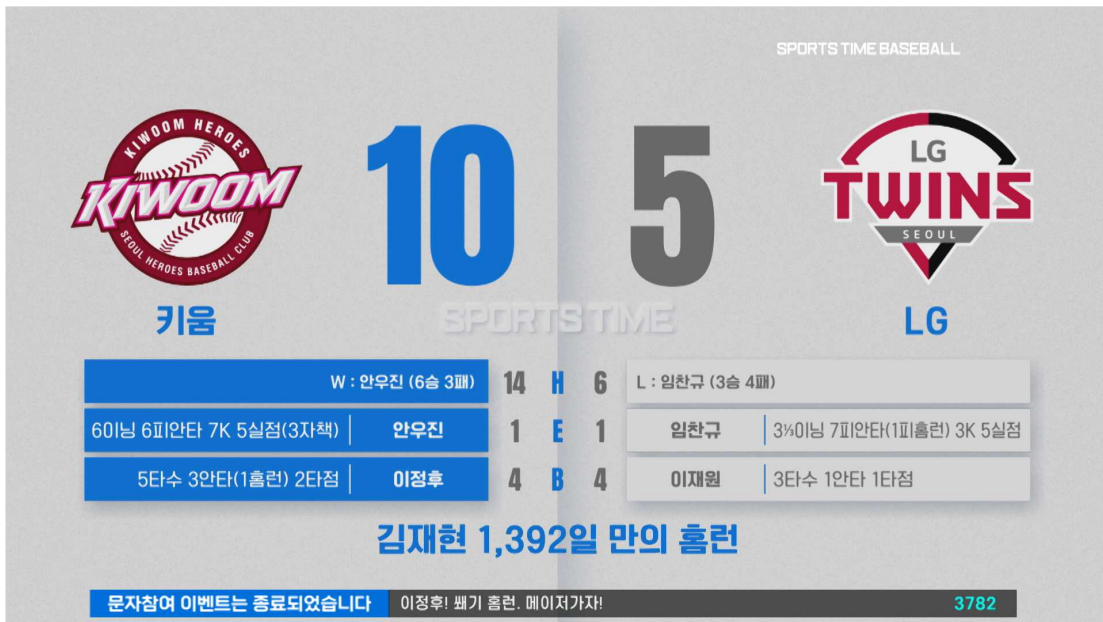 SPORTS TIME BASEBALL
KIWOOM HEROES
KIWOOM
SEOUL HEROES BASEBALL CLUB
10
5
LG
TWINS
SEOUL
SPORTS TIME
키움
LG
W : 안우진 (6승 3패)
14 H 6
L : 임찬규 (3승 4패)
6이닝 6피안타 7K 5실점(3자책) 안우진
1 E 1
임찬규 3⅓이닝 7피안타(1피홈런) 3K 5실점
5타수 3안타(1홈런) 2타점 이정후
4 B 4
이재원 3타수 1안타 1타점
김재현 1,392일 만의 홈런
문자참여 이벤트는 종료되었습니다 이정후! 쐐기 홈런. 메이저가자! 3782